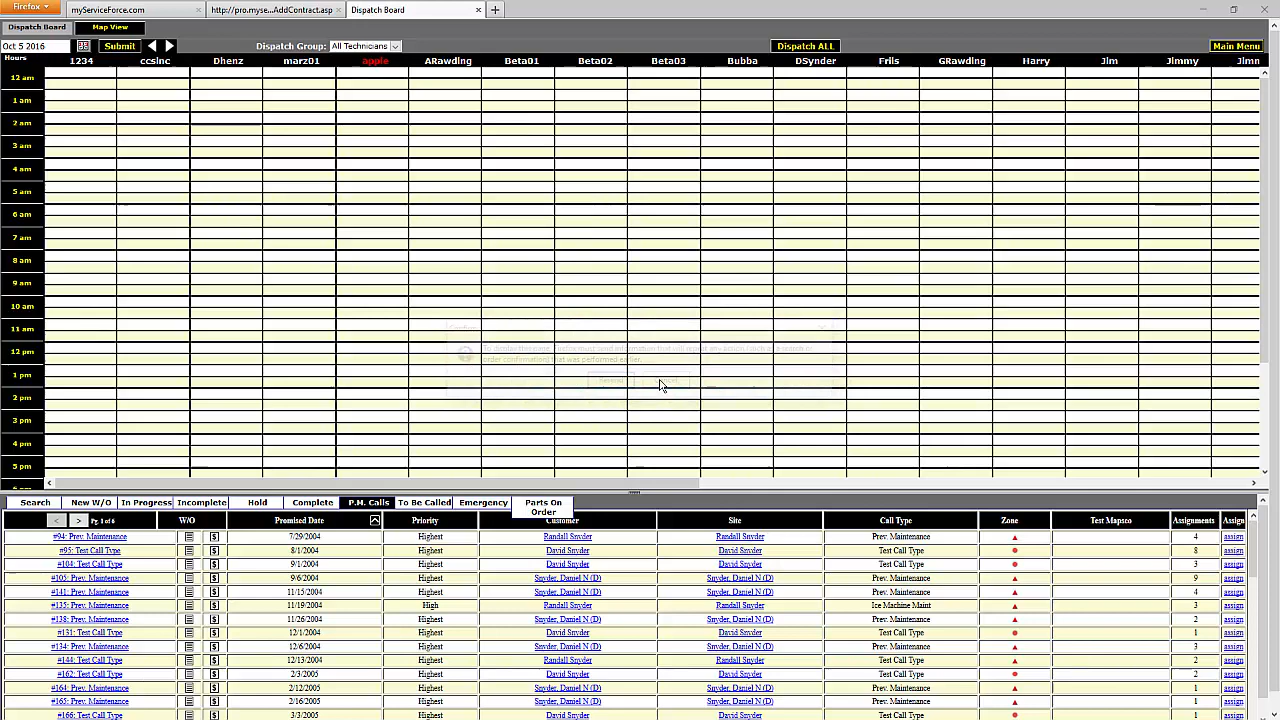 Firefox
myServiceForce.com
http://pro.myse...AddContract.asp
Dispatch Board
Dispatch Board
Map View
Oct 5 2016
Submit
Dispatch Group:
All Technicians
Dispatch ALL
Main Menu
Hours
1234 ccsinc Dhenz marz01 apple ARawding Beta01 Beta02 Beta03 Bubba DSynder Frils GRawding Harry Jim Jimmy Jimn
12 am
1 am
2 am
3 am
4 am
5 am
6 am
7 am
8 am
9 am
10 am
11 am
12 pm
1 pm
2 pm
3 pm
4 pm
5 pm
Search New W/O In Progress Incomplete Hold Complete P.M. Calls To Be Called Emergency Parts On Order
< > Pg. 1 of 6 W/O Promised Date Priority Customer Site Call Type Zone Test Mapsco Assignments Assign
#94: Prev. Maintenance $ 7/29/2004 Highest Randall Snyder Randall Snyder Prev. Maintenance 4 assign
#95: Test Call Type $ 8/1/2004 Highest David Snyder David Snyder Test Call Type 8 assign
#104: Test Call Type $ 9/1/2004 Highest David Snyder David Snyder Test Call Type 3 assign
#105: Prev. Maintenance $ 9/6/2004 Highest Snyder, Daniel N (D) Snyder, Daniel N (D) Prev. Maintenance 9 assign
#141: Prev. Maintenance $ 11/15/2004 Highest Snyder, Daniel N (D) Snyder, Daniel N (D) Prev. Maintenance 4 assign
#135: Prev. Maintenance $ 11/19/2004 High Randall Snyder Randall Snyder Ice Machine Maint 3 assign
#138: Prev. Maintenance $ 11/26/2004 Highest Snyder, Daniel N (D) Snyder, Daniel N (D) Prev. Maintenance 2 assign
#131: Test Call Type $ 12/1/2004 Highest David Snyder David Snyder Test Call Type 1 assign
#134: Prev. Maintenance $ 12/6/2004 Highest Snyder, Daniel N (D) Snyder, Daniel N (D) Prev. Maintenance 3 assign
#144: Test Call Type $ 12/13/2004 Highest Randall Snyder Randall Snyder Test Call Type 2 assign
#162: Test Call Type $ 2/3/2005 Highest David Snyder David Snyder Test Call Type 2 assign
#164: Prev. Maintenance $ 2/12/2005 Highest Snyder, Daniel N (D) Snyder, Daniel N (D) Prev. Maintenance 1 assign
#165: Prev. Maintenance $ 2/16/2005 Highest Snyder, Daniel N (D) Snyder, Daniel N (D) Prev. Maintenance 1 assign
#166: Test Call Type $ 3/3/2005 Highest David Snyder David Snyder Test Call Type 1 assign